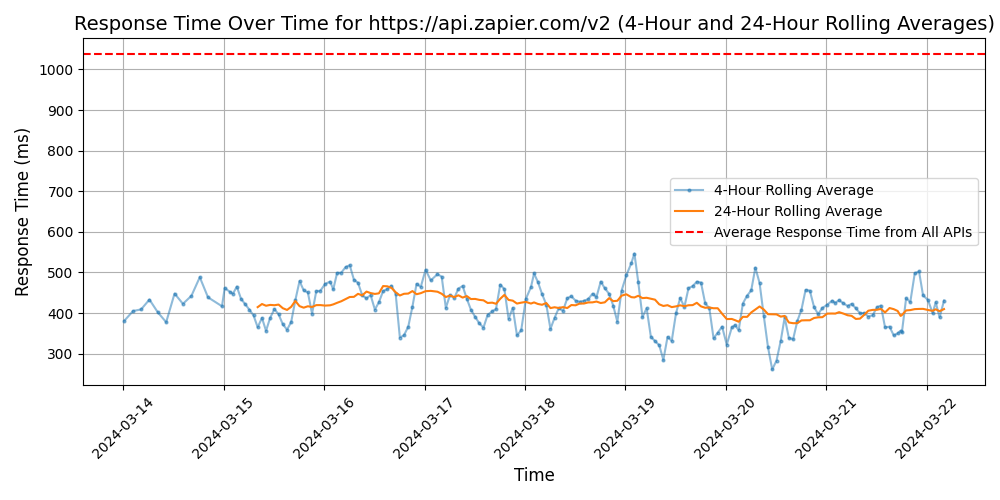 Response Time Over Time for https://api.zapier.com/v2 (4-Hour and 24-Hour Rolling Averages)
Response Time (ms)
1000
900
800
700
600
500
400
300
4-Hour Rolling Average
24-Hour Rolling Average
Average Response Time from All APIs
2024-03-14
2024-03-15
2024-03-16
2024-03-17
2024-03-18
2024-03-19
2024-03-20
2024-03-21
2024-03-22
Time